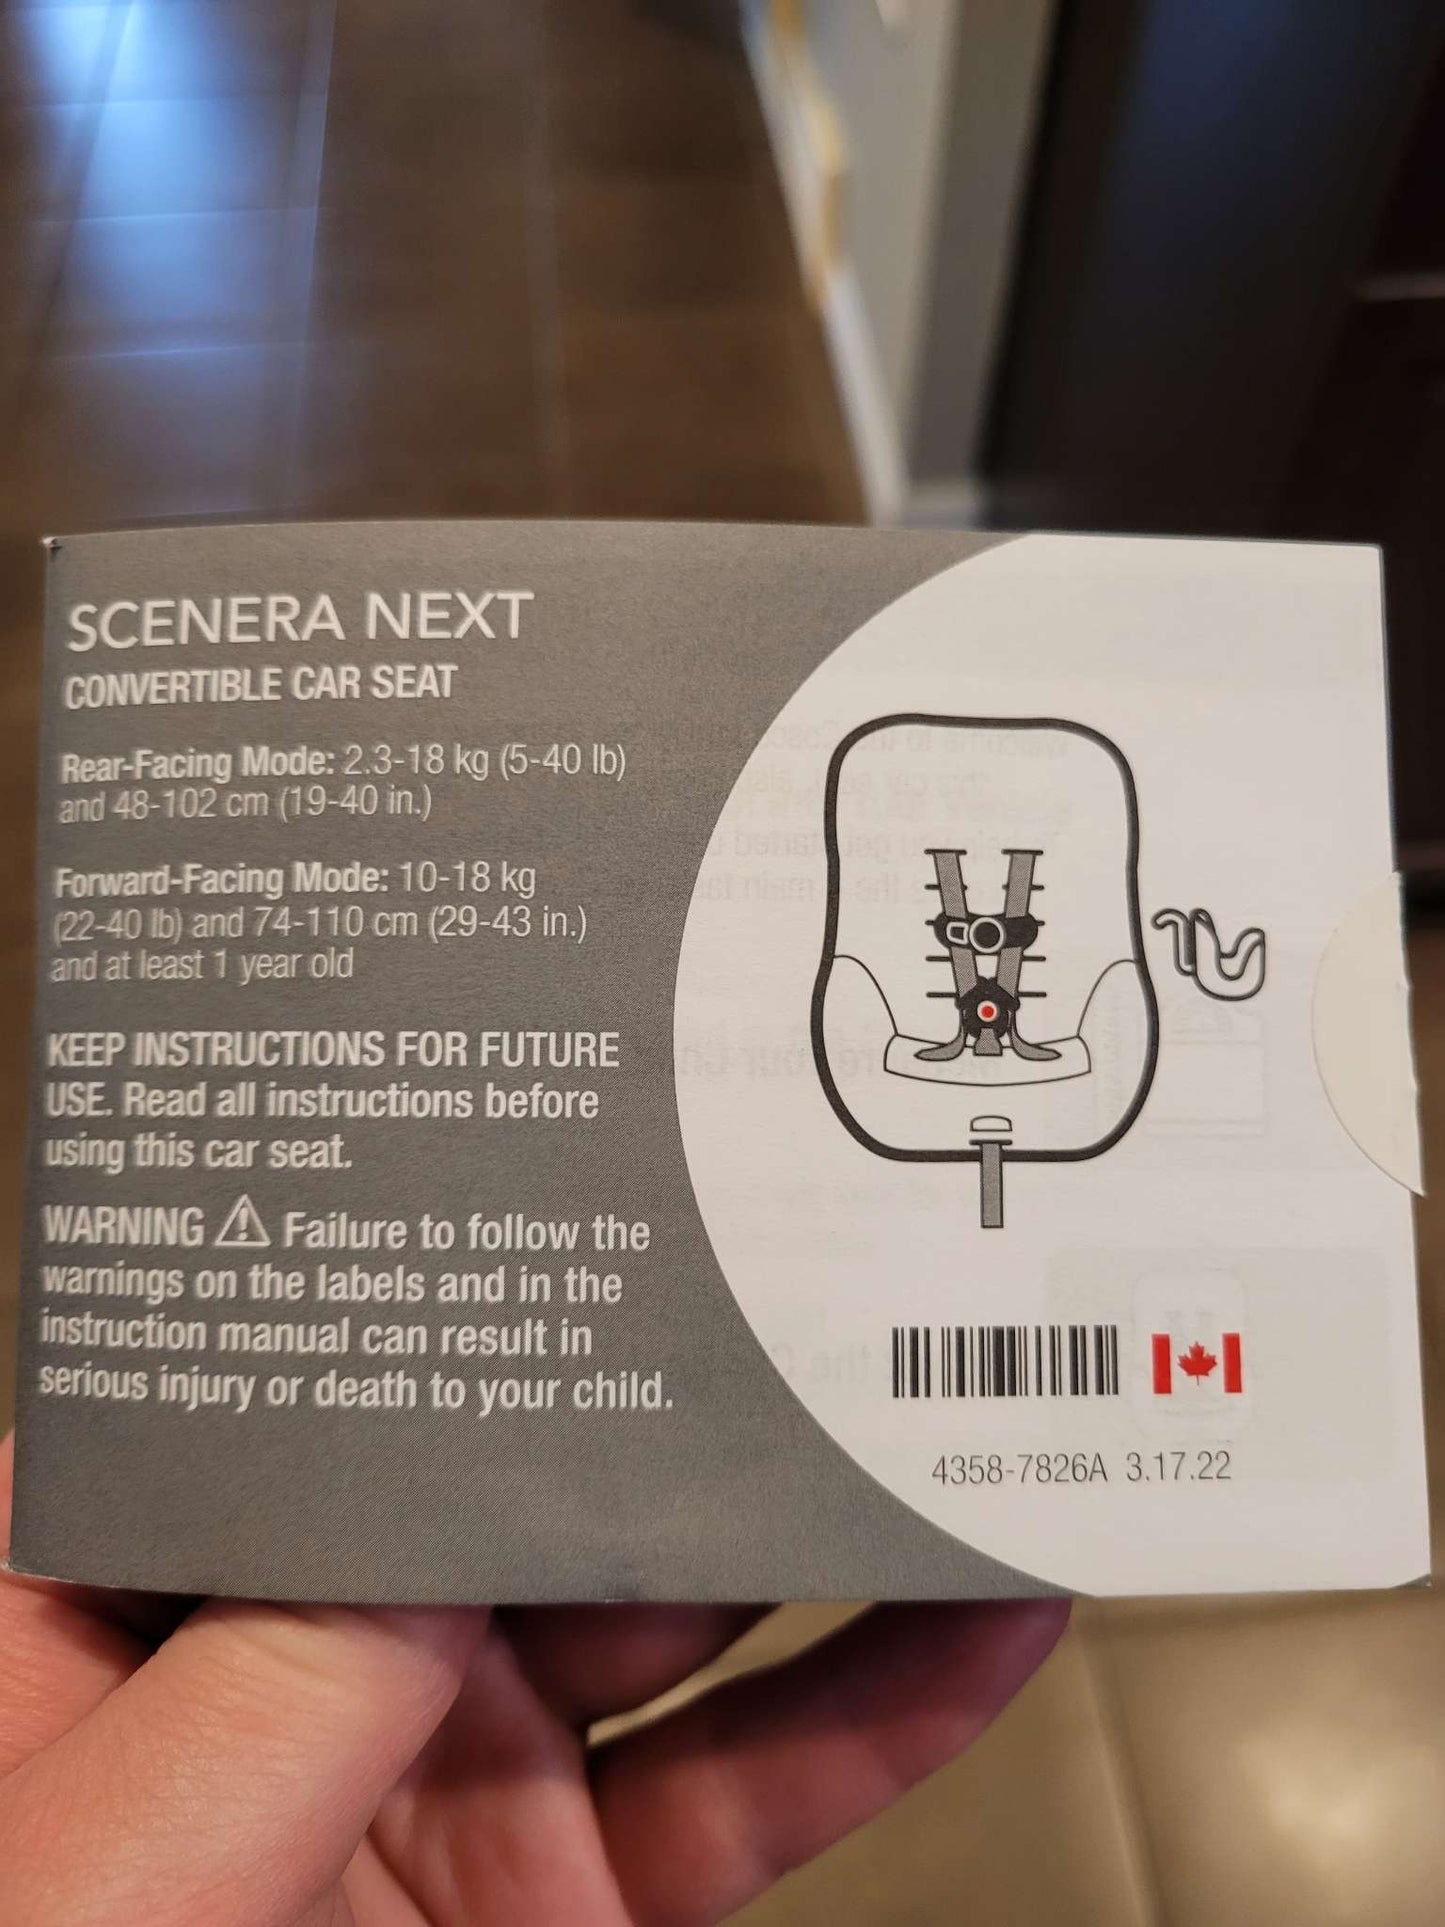 SCENERA NEXT
CONVERTIBLE CAR SEAT
Rear-Facing Mode: 2.3-18 kg (5-40 lb)
and 48-102 cm (19-40 in.)
Forward-Facing Mode: 10-18 kg
(22-40 lb) and 74-110 cm (29-43 in.)
and at least 1 year old
KEEP INSTRUCTIONS FOR FUTURE
USE. Read all instructions before
using this car seat.
WARNING ⚠ Failure to follow the
warnings on the labels and in the
instruction manual can result in
serious injury or death to your child.
4358-7826A 3.17.22